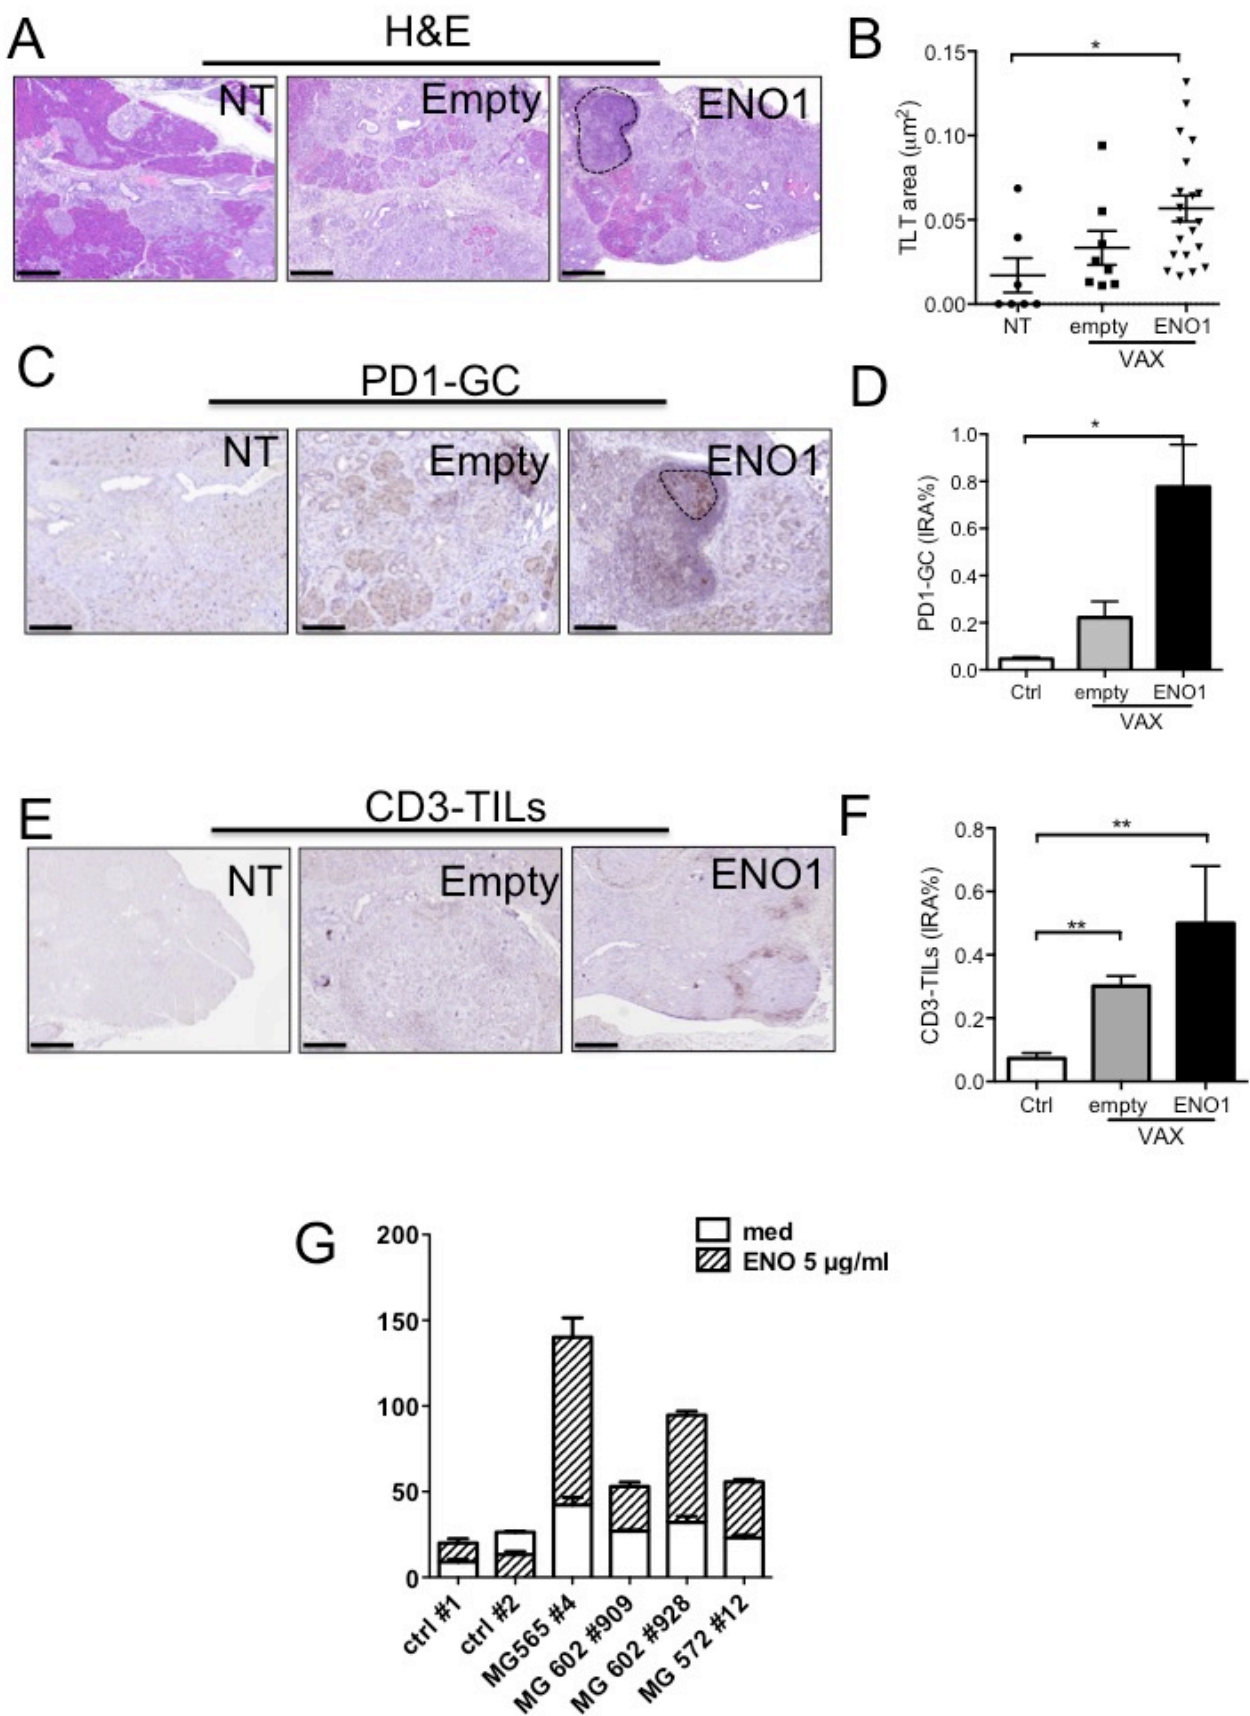 A
H&E
NT
Empty
ENO1
B
TLT area (µm²)
0.15
0.10
0.05
0.00
*
NT
empty
ENO1
VAX
C
PD1-GC
NT
Empty
ENO1
D
PD1-GC (IRA%)
1.0
0.8
0.6
0.4
0.2
0.0
*
Ctrl
empty
ENO1
VAX
E
CD3-TILs
NT
Empty
ENO1
F
CD3-TILs (IRA%)
0.8
0.6
0.4
0.2
0.0
**
**
Ctrl
empty
ENO1
VAX
G
200
150
100
50
0
med
ENO 5 µg/ml
ctrl #1
ctrl #2
MG565 #4
MG 602 #909
MG 602 #928
MG 572 #12